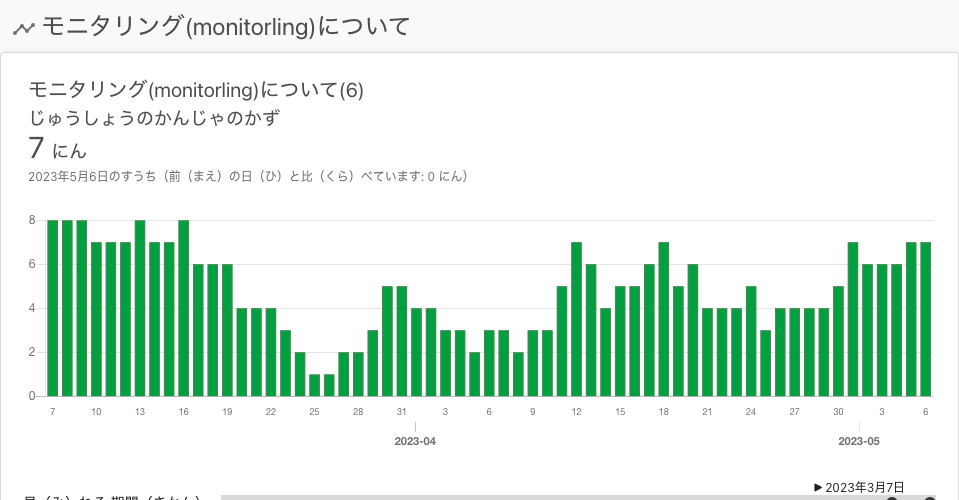 モニタリング(monitorling)について
モニタリング(monitorling)について(6)
じゅうしょうのかんじゃのかず
7 にん
2023年5月6日のすうち（前（まえ）の日（ひ）と比（くら）べています: 0 にん）
8
6
4
2
0
7 10 13 16 19 22 25 28 31 3 6 9 12 15 18 21 24 27 30 3 6
2023-04 2023-05
▶ 2023年3月7日